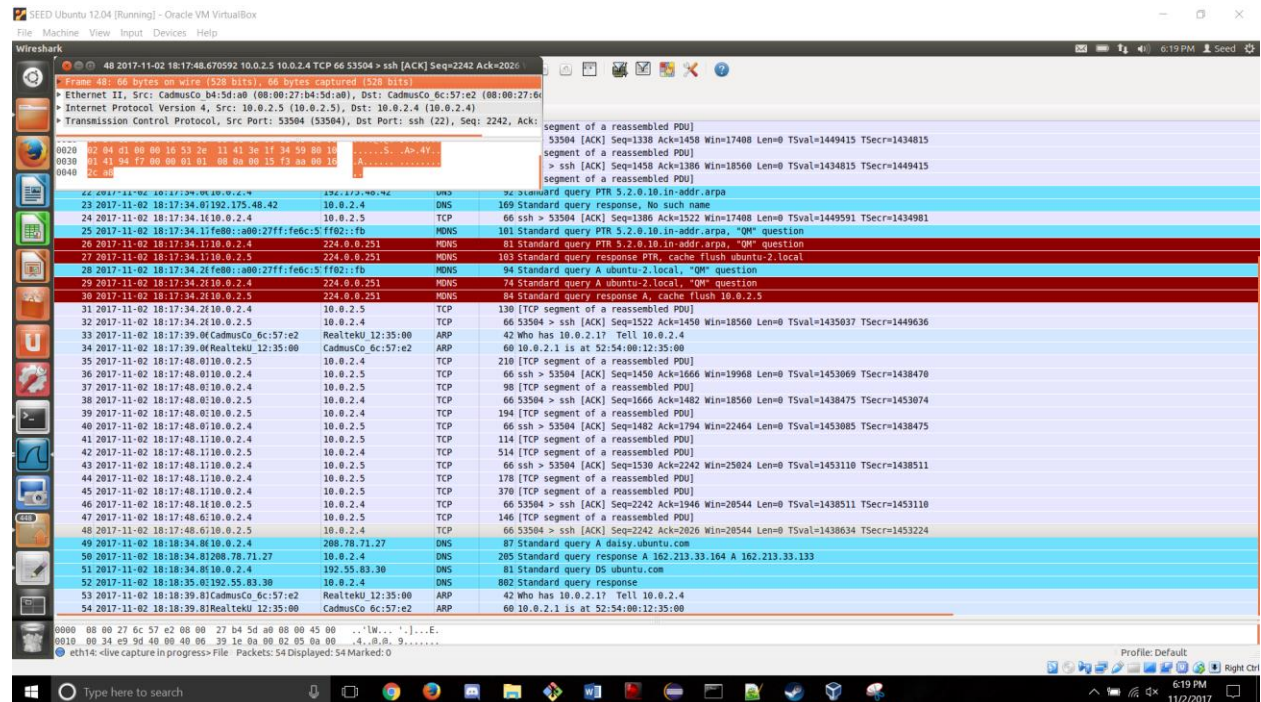 SEED Ubuntu 12.04 [Running] - Oracle VM VirtualBox
File Machine View Input Devices Help
Wireshark
6:19 PM Seed
48 2017-11-02 18:17:48.670592 10.0.2.5 10.0.2.4 TCP 66 53504 > ssh [ACK] Seq=2242 Ack=2026
Frame 48: 66 bytes on wire (528 bits), 66 bytes captured (528 bits)
Ethernet II, Src: CadmusCo_b4:5d:a0 (08:00:27:b4:5d:a0), Dst: CadmusCo_6c:57:e2 (08:00:27:6c
Internet Protocol Version 4, Src: 10.0.2.5 (10.0.2.5), Dst: 10.0.2.4 (10.0.2.4)
Transmission Control Protocol, Src Port: 53504 (53504), Dst Port: ssh (22), Seq: 2242, Ack:
0020 02 04 d1 00 00 16 53 2e 11 41 3e 1f 34 59 80 10 ......S. .A>.4Y..
0030 01 41 94 f7 00 00 01 01 08 0a 00 15 f3 aa 00 16 .A...... ........
0040 2c a8
segment of a reassembled PDU]
53504 [ACK] Seq=1338 Ack=1458 Win=17408 Len=0 TSval=1449415 TSecr=1434815
segment of a reassembled PDU]
> ssh [ACK] Seq=1458 Ack=1386 Win=18560 Len=0 TSval=1434815 TSecr=1449415
segment of a reassembled PDU]
22 2017-11-02 18:17:34.0(10.0.2.4 192.175.48.42 DNS 92 Standard query PTR 5.2.0.10.in-addr.arpa
23 2017-11-02 18:17:34.07192.175.48.42 10.0.2.4 DNS 169 Standard query response, No such name
24 2017-11-02 18:17:34.1(10.0.2.4 10.0.2.5 TCP 66 ssh > 53504 [ACK] Seq=1386 Ack=1522 Win=17408 Len=0 TSval=1449591 TSecr=1434981
25 2017-11-02 18:17:34.17fe80::a00:27ff:fe6c:5 ff02::fb MDNS 101 Standard query PTR 5.2.0.10.in-addr.arpa, "QM" question
26 2017-11-02 18:17:34.1710.0.2.4 224.0.0.251 MDNS 81 Standard query PTR 5.2.0.10.in-addr.arpa, "QM" question
27 2017-11-02 18:17:34.1710.0.2.5 224.0.0.251 MDNS 103 Standard query response PTR, cache flush ubuntu-2.local
28 2017-11-02 18:17:34.28fe80::a00:27ff:fe6c:5 ff02::fb MDNS 94 Standard query A ubuntu-2.local, "QM" question
29 2017-11-02 18:17:34.2810.0.2.4 224.0.0.251 MDNS 74 Standard query A ubuntu-2.local, "QM" question
30 2017-11-02 18:17:34.2810.0.2.5 224.0.0.251 MDNS 84 Standard query response A, cache flush 10.0.2.5
31 2017-11-02 18:17:34.2810.0.2.4 10.0.2.5 TCP 130 [TCP segment of a reassembled PDU]
32 2017-11-02 18:17:34.2810.0.2.5 10.0.2.4 TCP 66 53504 > ssh [ACK] Seq=1522 Ack=1450 Win=18560 Len=0 TSval=1435037 TSecr=1449636
33 2017-11-02 18:17:39.06CadmusCo_6c:57:e2 RealtekU_12:35:00 ARP 42 Who has 10.0.2.1? Tell 10.0.2.4
34 2017-11-02 18:17:39.06RealtekU_12:35:00 CadmusCo_6c:57:e2 ARP 60 10.0.2.1 is at 52:54:00:12:35:00
35 2017-11-02 18:17:48.0110.0.2.5 10.0.2.4 TCP 210 [TCP segment of a reassembled PDU]
36 2017-11-02 18:17:48.0110.0.2.4 10.0.2.5 TCP 66 ssh > 53504 [ACK] Seq=1450 Ack=1666 Win=19968 Len=0 TSval=1453069 TSecr=1438470
37 2017-11-02 18:17:48.0310.0.2.4 10.0.2.5 TCP 98 [TCP segment of a reassembled PDU]
38 2017-11-02 18:17:48.0310.0.2.5 10.0.2.4 TCP 66 53504 > ssh [ACK] Seq=1666 Ack=1482 Win=18560 Len=0 TSval=1438475 TSecr=1453074
39 2017-11-02 18:17:48.0310.0.2.5 10.0.2.4 TCP 194 [TCP segment of a reassembled PDU]
40 2017-11-02 18:17:48.0710.0.2.4 10.0.2.5 TCP 66 ssh > 53504 [ACK] Seq=1482 Ack=1794 Win=22464 Len=0 TSval=1453085 TSecr=1438475
41 2017-11-02 18:17:48.1710.0.2.4 10.0.2.5 TCP 114 [TCP segment of a reassembled PDU]
42 2017-11-02 18:17:48.1710.0.2.5 10.0.2.4 TCP 514 [TCP segment of a reassembled PDU]
43 2017-11-02 18:17:48.1710.0.2.4 10.0.2.5 TCP 66 ssh > 53504 [ACK] Seq=1530 Ack=2242 Win=25024 Len=0 TSval=1453110 TSecr=1438511
44 2017-11-02 18:17:48.1710.0.2.4 10.0.2.5 TCP 178 [TCP segment of a reassembled PDU]
45 2017-11-02 18:17:48.1710.0.2.4 10.0.2.5 TCP 370 [TCP segment of a reassembled PDU]
46 2017-11-02 18:17:48.1810.0.2.5 10.0.2.4 TCP 66 53504 > ssh [ACK] Seq=2242 Ack=1946 Win=20544 Len=0 TSval=1438511 TSecr=1453110
47 2017-11-02 18:17:48.6310.0.2.4 10.0.2.5 TCP 146 [TCP segment of a reassembled PDU]
48 2017-11-02 18:17:48.6710.0.2.5 10.0.2.4 TCP 66 53504 > ssh [ACK] Seq=2242 Ack=2026 Win=20544 Len=0 TSval=1438634 TSecr=1453224
49 2017-11-02 18:18:34.8(10.0.2.4 208.78.71.27 DNS 87 Standard query A daisy.ubuntu.com
50 2017-11-02 18:18:34.81208.78.71.27 10.0.2.4 DNS 205 Standard query response A 162.213.33.164 A 162.213.33.133
51 2017-11-02 18:18:34.8910.0.2.4 192.55.83.30 DNS 81 Standard query DS ubuntu.com
52 2017-11-02 18:18:35.03192.55.83.30 10.0.2.4 DNS 802 Standard query response
53 2017-11-02 18:18:39.81CadmusCo_6c:57:e2 RealtekU_12:35:00 ARP 42 Who has 10.0.2.1? Tell 10.0.2.4
54 2017-11-02 18:18:39.81RealtekU_12:35:00 CadmusCo_6c:57:e2 ARP 60 10.0.2.1 is at 52:54:00:12:35:00
0000 08 00 27 6c 57 e2 08 00 27 b4 5d a0 08 00 45 00 ..'lW... '.]...E.
0010 00 34 e9 9d 40 00 40 06 39 1e 0a 00 02 05 0a 00 .4..@.@. 9.......
eth14: <live capture in progress> File Packets: 54 Displayed: 54 Marked: 0 Profile: Default
Right Ctrl
Type here to search
6:19 PM
11/2/2017